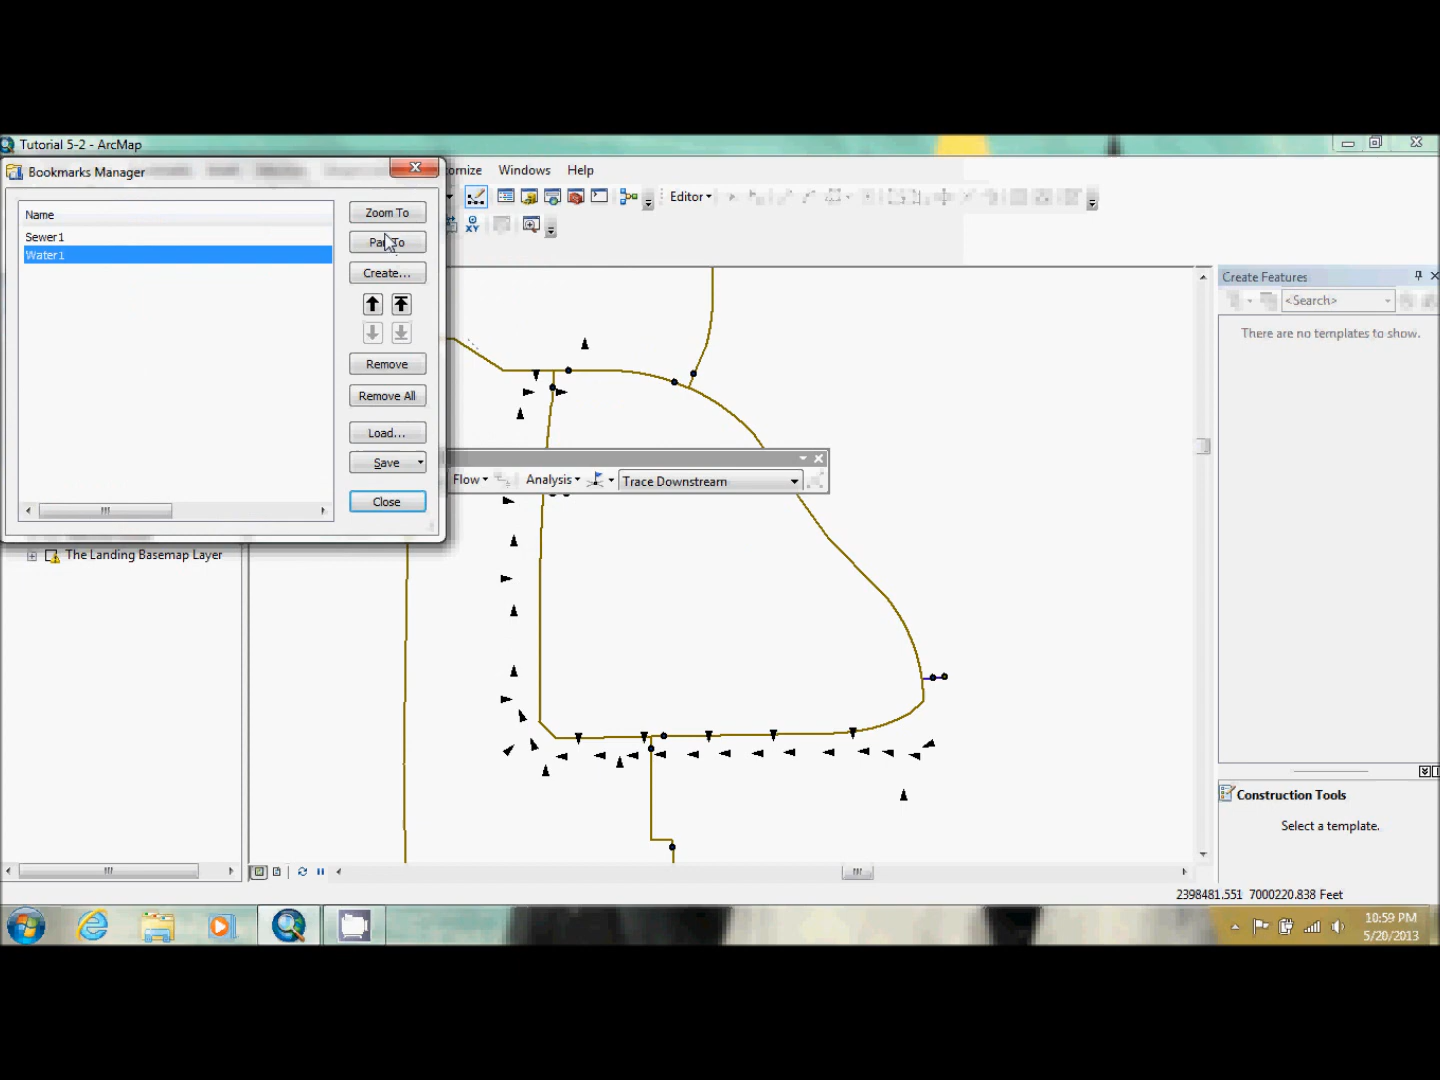 Tutorial 5-2 - ArcMap
Bookmarks Manager
Windows
Help
Editor
XY
Name
Sewer1
Water1
Zoom To
Create...
Remove
Remove All
Load...
Save
Close
Flow
Analysis
Trace Downstream
The Landing Basemap Layer
Create Features
<Search>
There are no templates to show.
Construction Tools
Select a template.
2398481.551 7000220.838 Feet
10:59 PM
5/20/2013